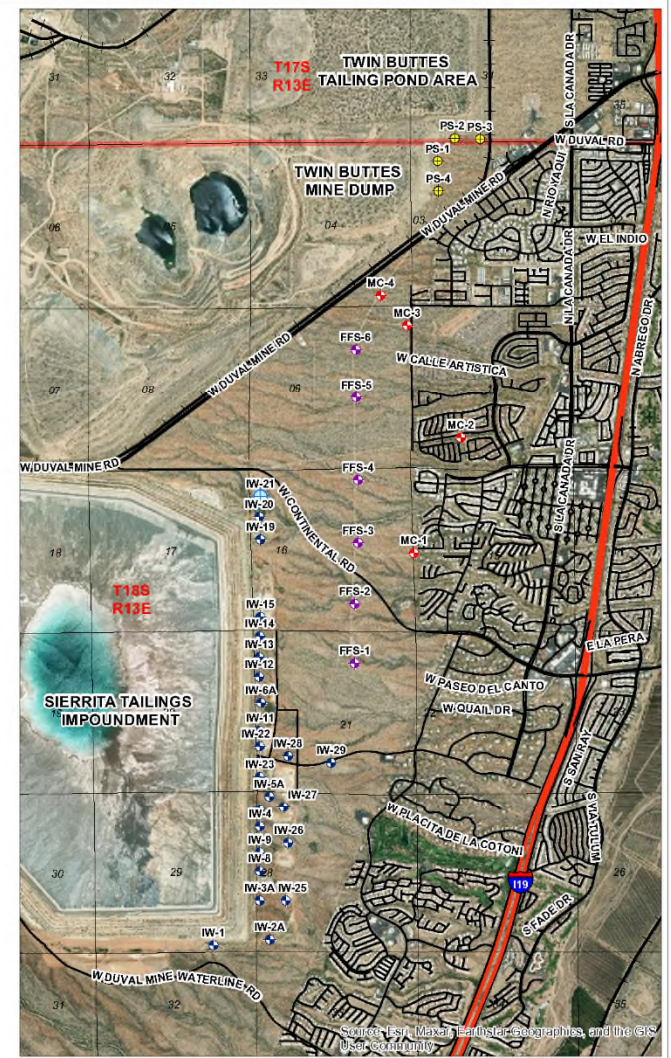 31
32
33
T17S
R13E
TWIN BUTTES
TAILING POND AREA
35
S LA CANADA DR
PS-2
PS-3
W DUVAL RD
PS-1
TWIN BUTTES
MINE DUMP
PS-4
N RIO YAQUI
06
04
03
W DUVAL MINE RD
W EL INDIO
N LA CANADA DR
N ABREGO DR
MC-4
MC-3
FFS-6
W DUVAL MINE RD
W CALLE ARTISTICA
07
08
09
FFS-5
MC-2
W DUVAL MINE RD
FFS-4
S LA CANADA DR
IW-21
IW-20
W CONTINENTAL RD
IW-19
18
17
16
FFS-3
MC-1
T18S
R13E
IW-15
FFS-2
IW-14
E LA PERA
IW-13
IW-12
FFS-1
IW-6A
W PASEO DEL CANTO
SIERRITA TAILINGS
IMPOUNDMENT
W QUAIL DR
IW-11
21
IW-22
IW-28
IW-29
S SAN RAY
IW-23
IW-5A
IW-27
IW-4
W PLACITA DE LA COTONI
S VIA TULUM
IW-26
IW-9
IW-8
30
29
28
26
I19
IW-3A
IW-25
S FADE DR
IW-1
IW-2A
W DUVAL MINE WATERLINE RD
31
32
33
35
Source: Esri, Maxar, Earthstar Geographics, and the GIS
User Community